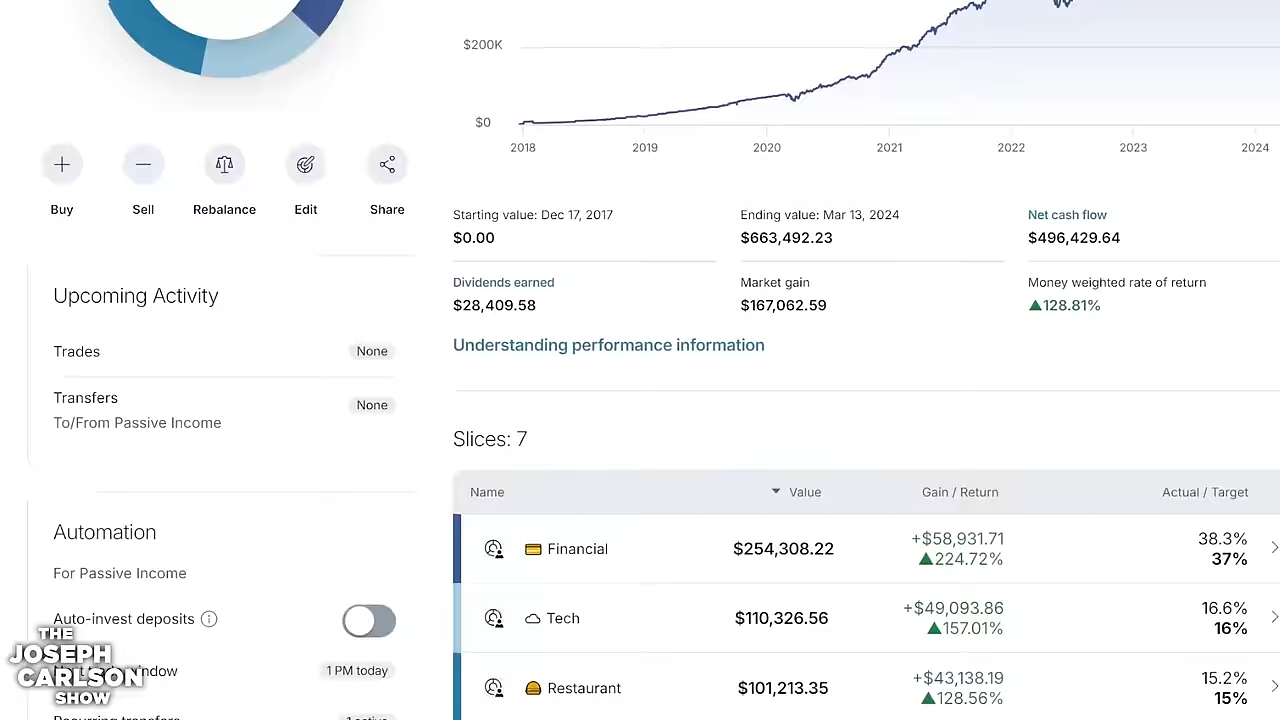 $200K
$0
2018 2019 2020 2021 2022 2023 2024
Buy Sell Rebalance Edit Share
Starting value: Dec 17, 2017
$0.00
Ending value: Mar 13, 2024
$663,492.23
Net cash flow
$496,429.64
Dividends earned
$28,409.58
Market gain
$167,062.59
Money weighted rate of return
▲128.81%
Understanding performance information
Upcoming Activity
Trades None
Transfers None
To/From Passive Income
Automation
For Passive Income
Auto-invest deposits
window 1 PM today
Recurring transfers 1 active
Slices: 7
Name Value Gain / Return Actual / Target
Financial $254,308.22 +$58,931.71 38.3%
▲224.72% 37%
Tech $110,326.56 +$49,093.86 16.6%
▲157.01% 16%
Restaurant $101,213.35 +$43,138.19 15.2%
▲128.56% 15%
THE
JOSEPH
CARLSON
SHOW